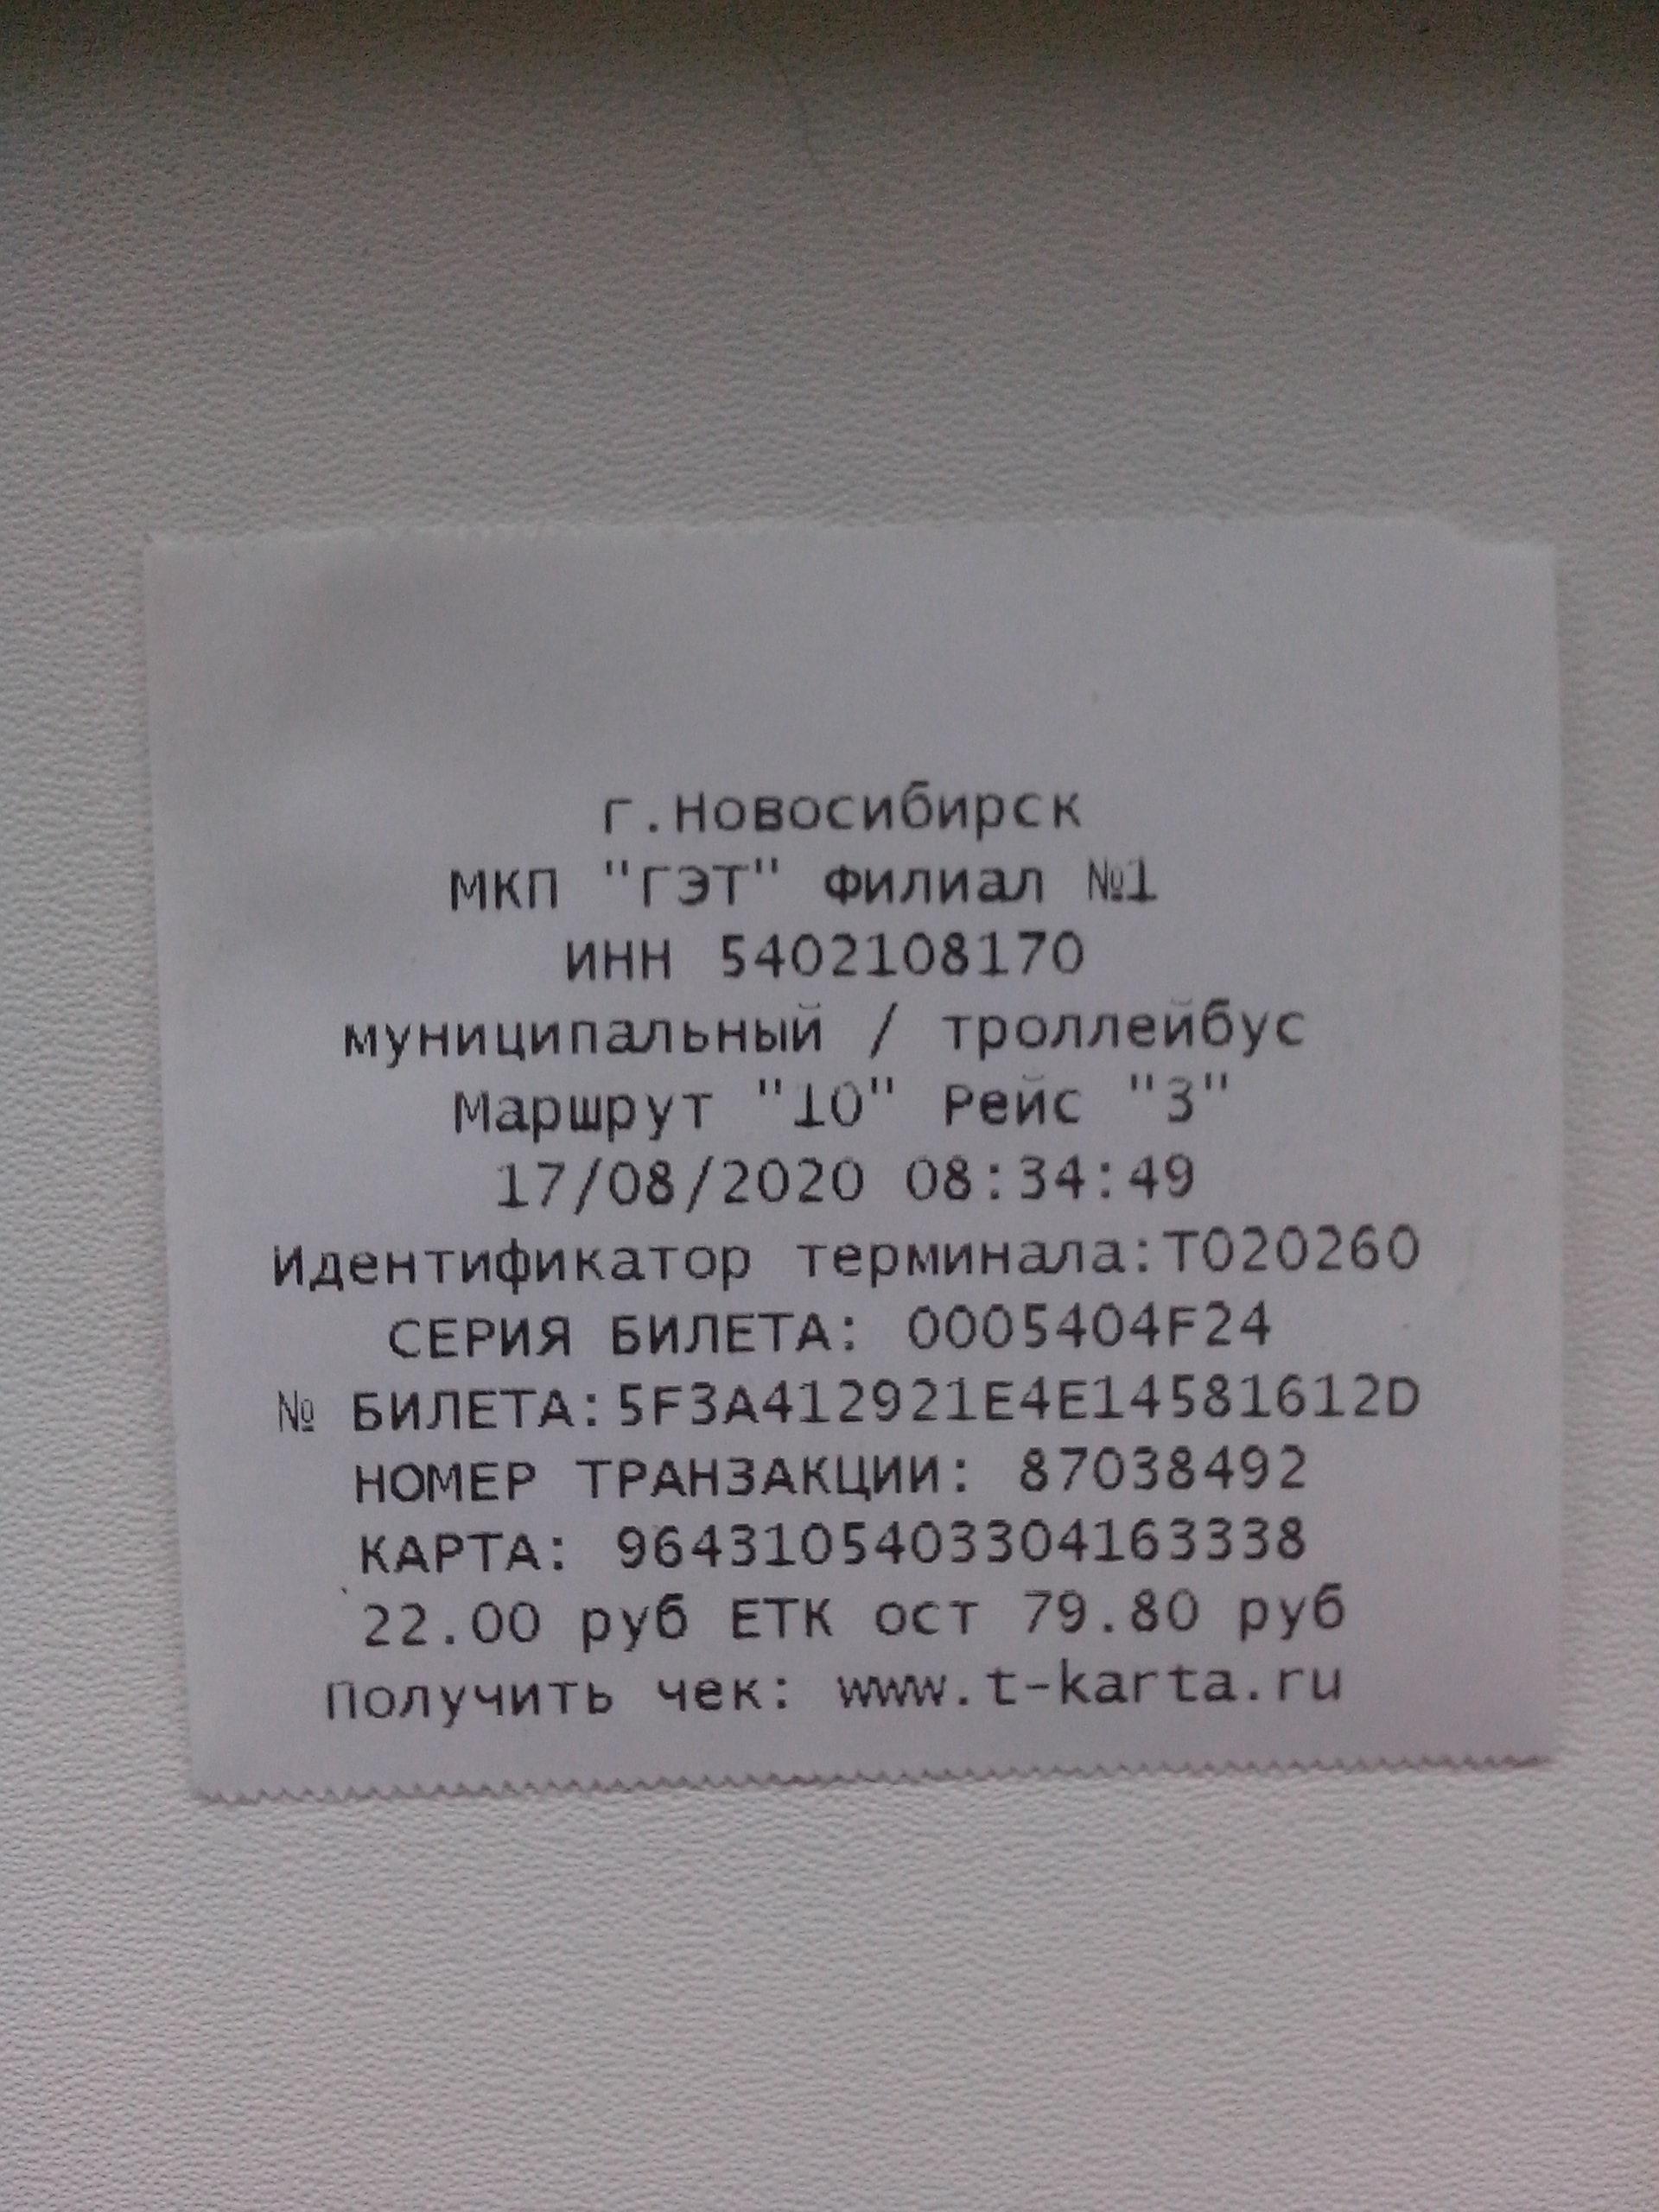 г.Новосибирск
МКП "ГЭТ" Филиал №1
ИНН 5402108170
муниципальный / троллейбус
Маршрут "10" Рейс "3"
17/08/2020 08:34:49
Идентификатор терминала:T020260
СЕРИЯ БИЛЕТА: 0005404F24
№ БИЛЕТА:5F3A412921E4E14581612D
НОМЕР ТРАНЗАКЦИИ: 87038492
КАРТА: 9643105403304163338
22.00 руб ЕТК ост 79.80 руб
Получить чек: www.t-karta.ru